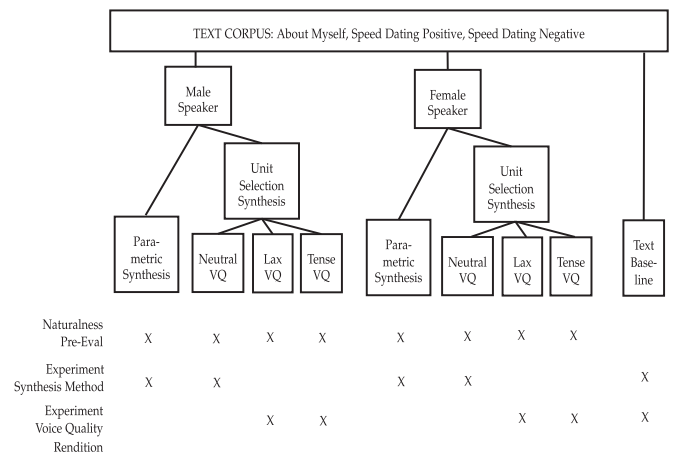 TEXT CORPUS: About Myself, Speed Dating Positive, Speed Dating Negative
Male
Speaker
Female
Speaker
Unit
Selection
Synthesis
Unit
Selection
Synthesis
Para-
metric
Synthesis
Neutral
VQ
Lax
VQ
Tense
VQ
Para-
metric
Synthesis
Neutral
VQ
Lax
VQ
Tense
VQ
Text
Base-
line
Naturalness
Pre-Eval
X X X X X X X X
Experiment
Synthesis Method
X X X X X
Experiment
Voice Quality
Rendition
X X X X X